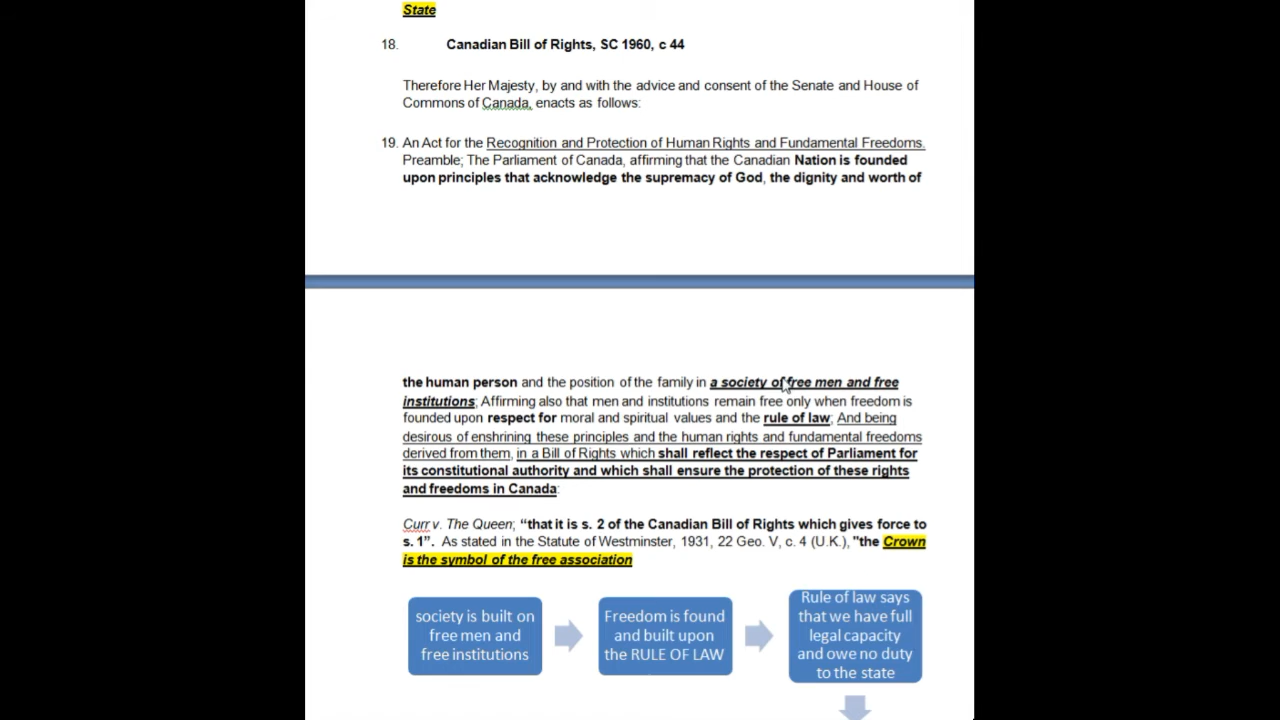 State
18. Canadian Bill of Rights, SC 1960, c 44
Therefore Her Majesty, by and with the advice and consent of the Senate and House of
Commons of Canada, enacts as follows:
19. An Act for the Recognition and Protection of Human Rights and Fundamental Freedoms.
Preamble; The Parliament of Canada, affirming that the Canadian Nation is founded
upon principles that acknowledge the supremacy of God, the dignity and worth of
the human person and the position of the family in a society of free men and free
institutions; Affirming also that men and institutions remain free only when freedom is
founded upon respect for moral and spiritual values and the rule of law; And being
desirous of enshrining these principles and the human rights and fundamental freedoms
derived from them, in a Bill of Rights which shall reflect the respect of Parliament for
its constitutional authority and which shall ensure the protection of these rights
and freedoms in Canada:
Curr v. The Queen; “that it is s. 2 of the Canadian Bill of Rights which gives force to
s. 1”. As stated in the Statute of Westminster, 1931, 22 Geo. V, c. 4 (U.K.), "the Crown
is the symbol of the free association
society is built on
free men and
free institutions
Freedom is found
and built upon
the RULE OF LAW
Rule of law says
that we have full
legal capacity
and owe no duty
to the state